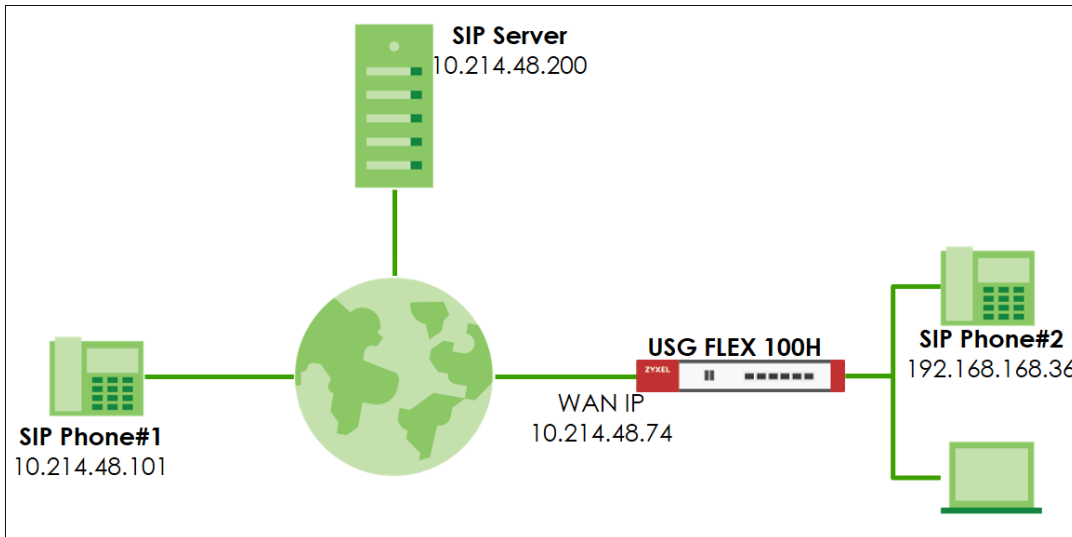 SIP Server
10.214.48.200
USG FLEX 100H
ZYXEL
SIP Phone#2
192.168.168.36
WAN IP
10.214.48.74
SIP Phone#1
10.214.48.101